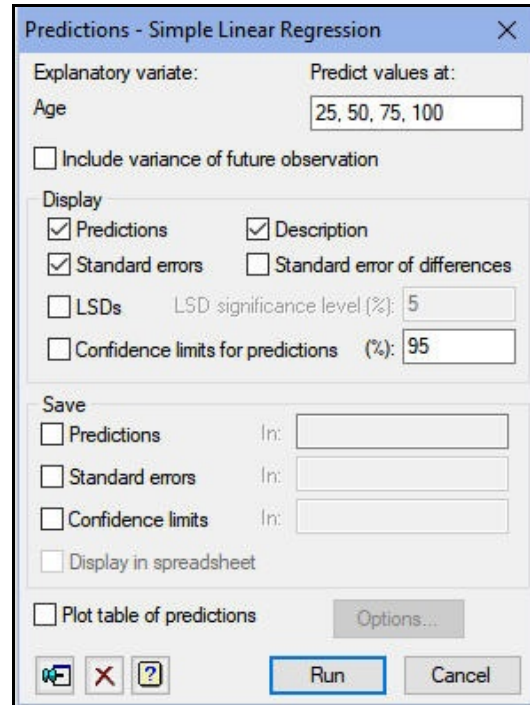 Predictions - Simple Linear Regression
Explanatory variate: Predict values at:
Age 25, 50, 75, 100
Include variance of future observation
Display
Predictions Description
Standard errors Standard error of differences
LSDs LSD significance level (%): 5
Confidence limits for predictions (%): 95
Save
Predictions In:
Standard errors In:
Confidence limits In:
Display in spreadsheet
Plot table of predictions Options...
? Run Cancel